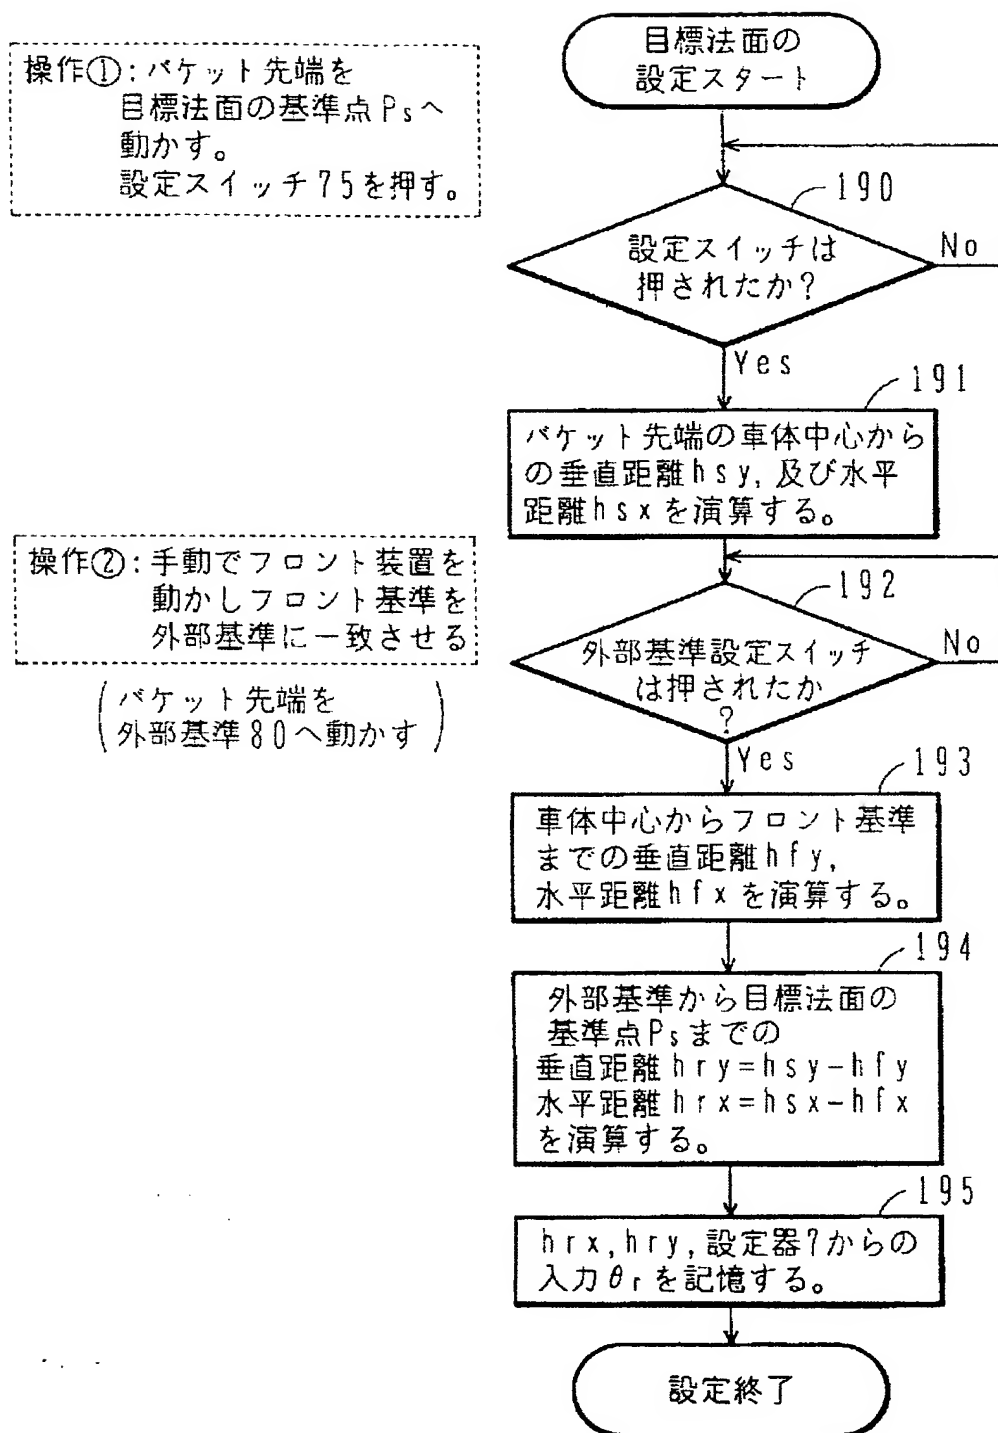 目標法面の
設定スタート
操作①:バケット先端を
目標法面の基準点Psへ
動かす。
設定スイッチ75を押す。
190
設定スイッチは
押されたか?
No
Yes
191
バケット先端の車体中心から
の垂直距離hsy,及び水平
距離hsxを演算する。
操作②:手動でフロント装置を
動かしフロント基準を
外部基準に一致させる
(バケット先端を
外部基準80へ動かす)
192
外部基準設定スイッチ
は押されたか
?
No
Yes
193
車体中心からフロント基準
までの垂直距離hfy,
水平距離hfxを演算する。
194
外部基準から目標法面の
基準点Psまでの
垂直距離hry=hsy-hfy
水平距離hrx=hsx-hfx
を演算する。
195
hrx,hry,設定器7からの
入力θrを記憶する。
設定終了